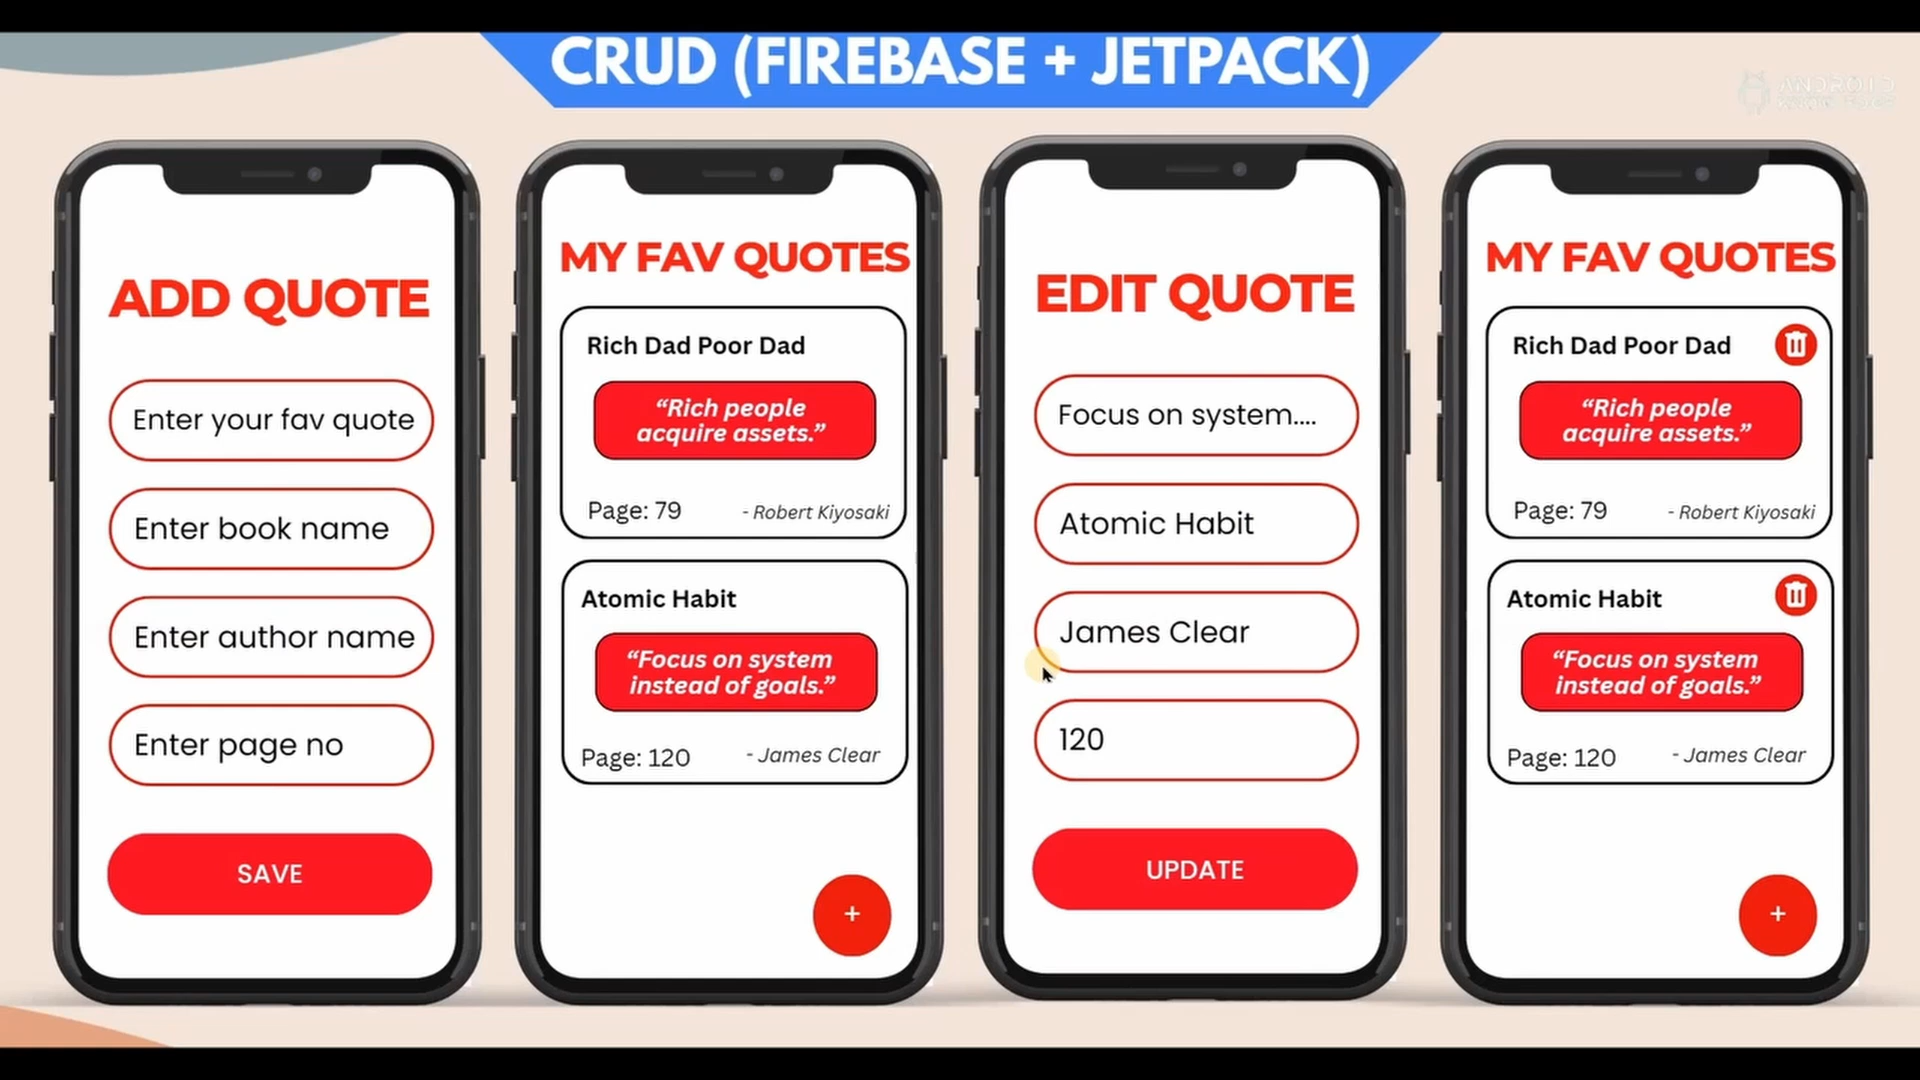 CRUD (FIREBASE + JETPACK)
ANDROID
ADD QUOTE
Enter your fav quote
Enter book name
Enter author name
Enter page no
SAVE
MY FAV QUOTES
Rich Dad Poor Dad
“Rich people
acquire assets.”
Page: 79
- Robert Kiyosaki
Atomic Habit
“Focus on system
instead of goals.”
Page: 120
- James Clear
+
EDIT QUOTE
Focus on system....
Atomic Habit
James Clear
120
UPDATE
MY FAV QUOTES
Rich Dad Poor Dad
“Rich people
acquire assets.”
Page: 79
- Robert Kiyosaki
Atomic Habit
“Focus on system
instead of goals.”
Page: 120
- James Clear
+